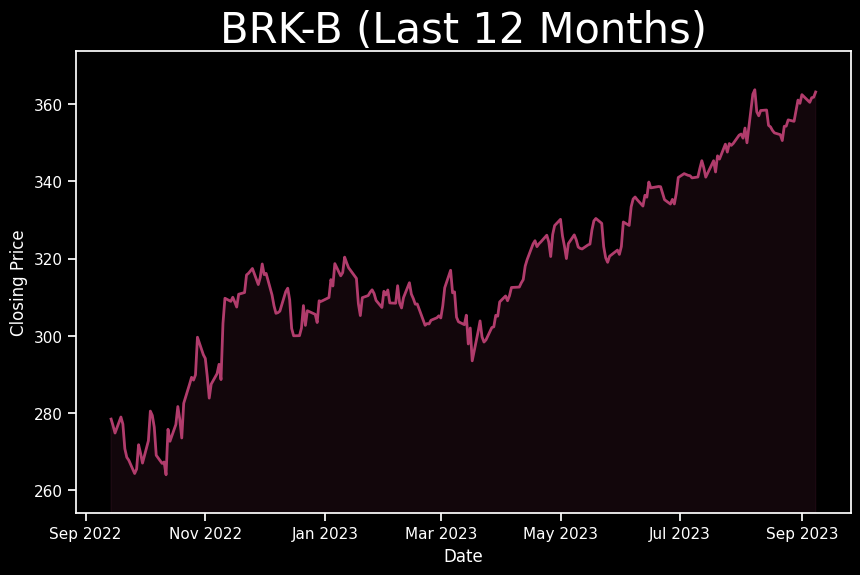 BRK-B (Last 12 Months)
Closing Price
360
340
320
300
280
260
Sep 2022 Nov 2022 Jan 2023 Mar 2023 May 2023 Jul 2023 Sep 2023
Date